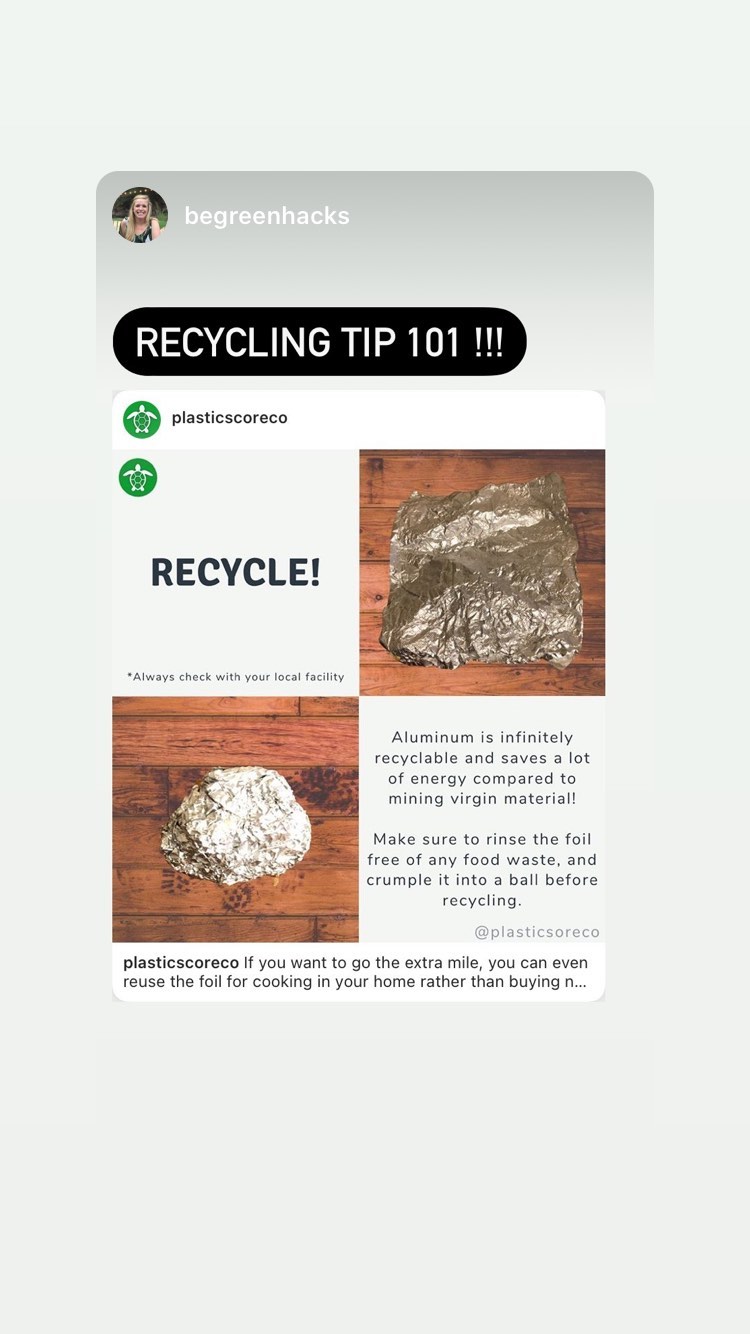 begreenhacks
RECYCLING TIP 101 !!!
plasticscoreco
RECYCLE!
*Always check with your local facility
Aluminum is infinitely
recyclable and saves a lot
of energy compared to
mining virgin material!
Make sure to rinse the foil
free of any food waste, and
crumple it into a ball before
recycling.
@plasticsoreco
plasticscoreco If you want to go the extra mile, you can even
reuse the foil for cooking in your home rather than buying n...